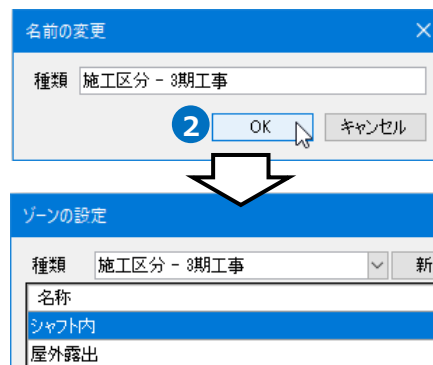 名前の変更
種類 施工区分 - 3期工事
2 OK キャンセル
ゾーンの設定
種類 施工区分 - 3期工事 新
名称
シャフト内
屋外露出